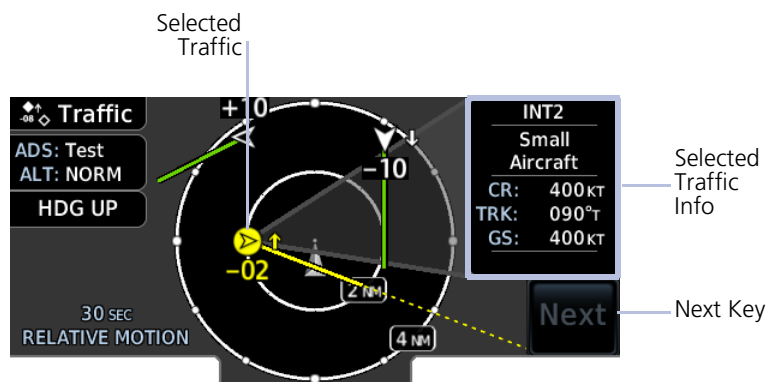 Selected
Traffic
-08 Traffic
ADS: Test
ALT: NORM
HDG UP
+10
−10
−02
2 NM
4 NM
30 SEC
RELATIVE MOTION
INT2
Small
Aircraft
CR: 400KT
TRK: 090°T
GS: 400KT
Next
Selected
Traffic
Info
Next Key